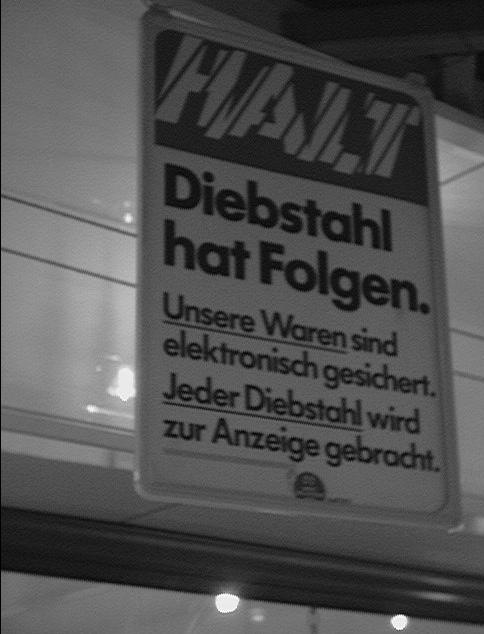 HALT
Diebstahl
hat Folgen.
Unsere Waren sind
elektronisch gesichert.
Jeder Diebstahl wird
zur Anzeige gebracht.